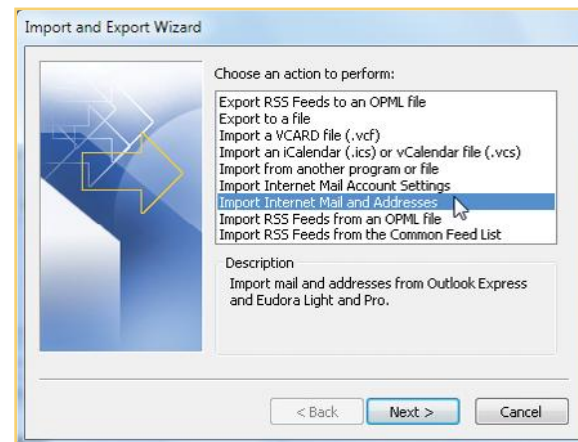 Import and Export Wizard
Choose an action to perform:
Export RSS Feeds to an OPML file
Export to a file
Import a VCARD file (.vcf)
Import an iCalendar (.ics) or vCalendar file (.vcs)
Import from another program or file
Import Internet Mail Account Settings
Import Internet Mail and Addresses
Import RSS Feeds from an OPML file
Import RSS Feeds from the Common Feed List
Description
Import mail and addresses from Outlook Express
and Eudora Light and Pro.
< Back Next > Cancel